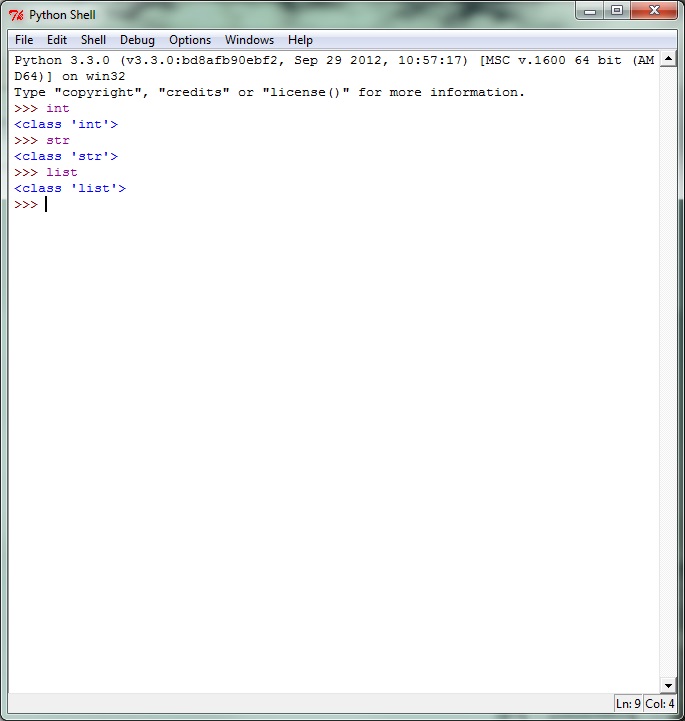 Python Shell
File Edit Shell Debug Options Windows Help
Python 3.3.0 (v3.3.0:bd8afb90ebf2, Sep 29 2012, 10:57:17) [MSC v.1600 64 bit (AM
D64)] on win32
Type "copyright", "credits" or "license()" for more information.
>>> int
<class 'int'>
>>> str
<class 'str'>
>>> list
<class 'list'>
>>>
Ln: 9 Col: 4